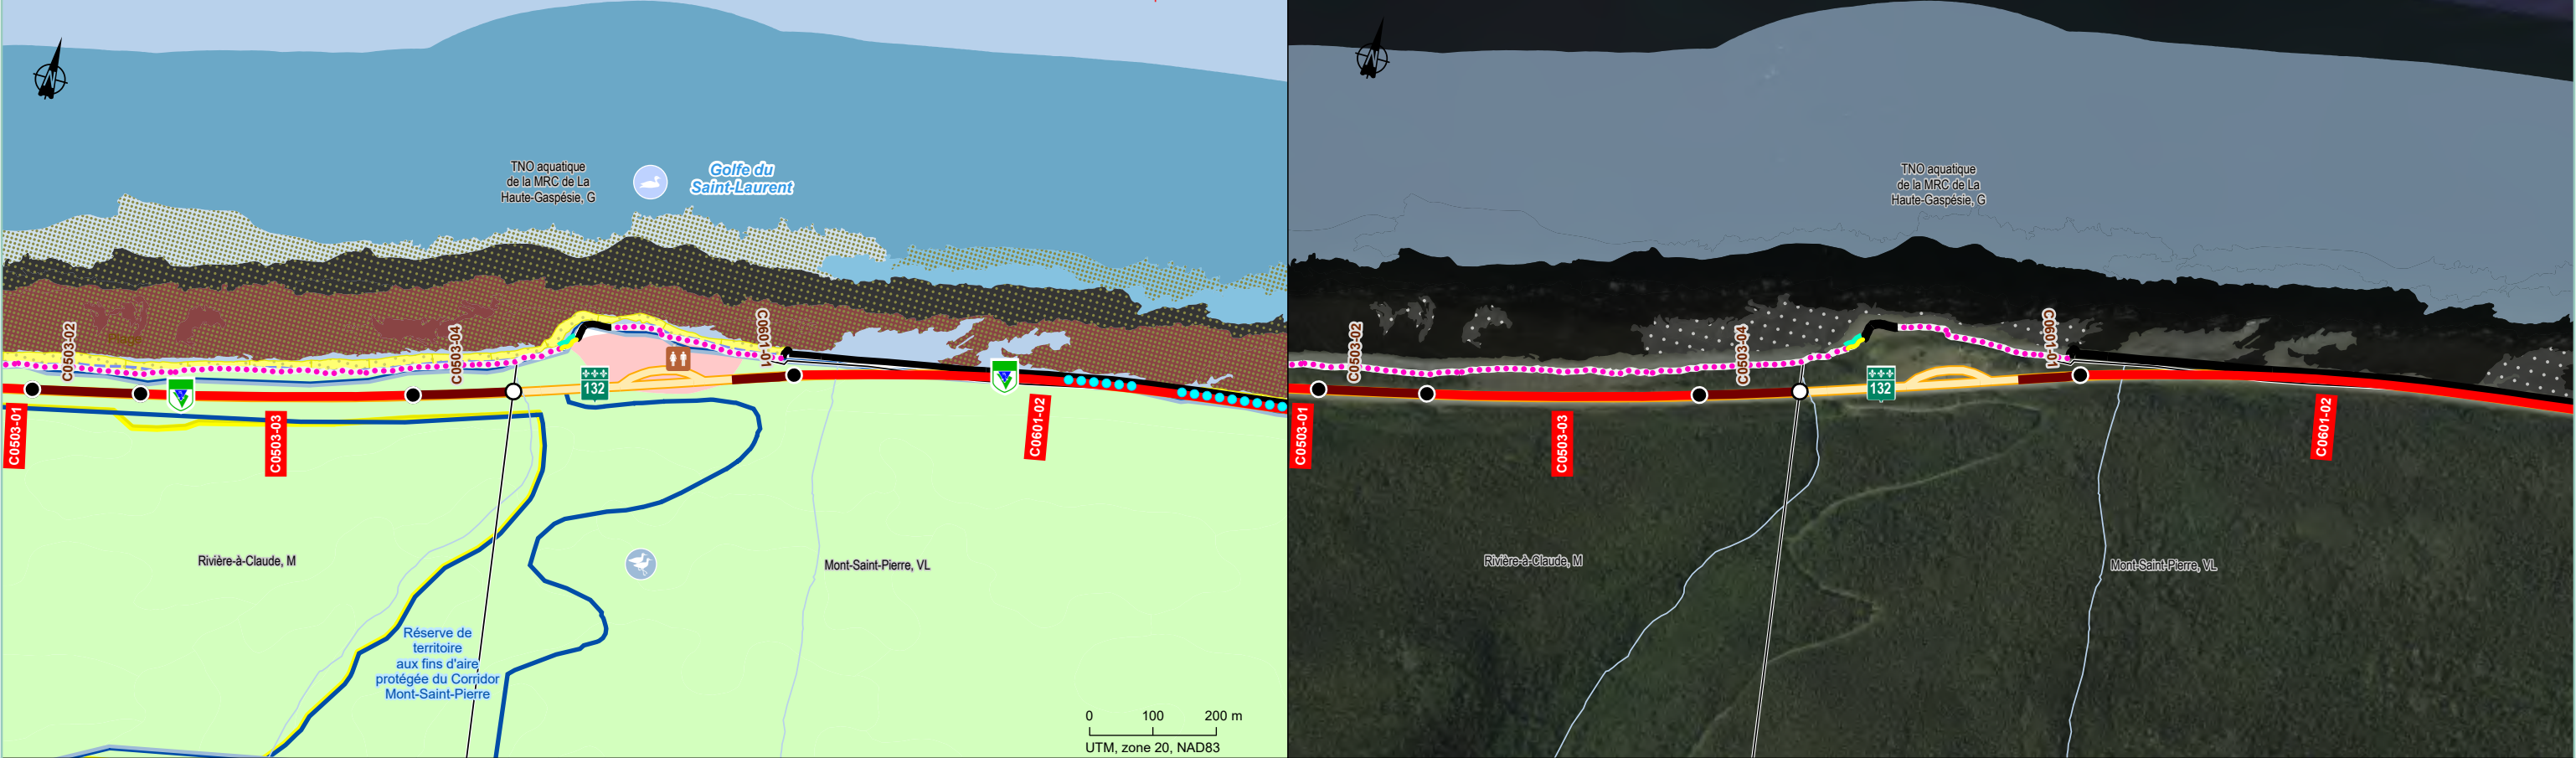 N
TNO aquatique
de la MRC de La
Haute-Gaspésie, G
Golfe du
Saint-Laurent
C0503-02
C0503-04
C0601-01
132
C0503-01
C0503-03
C0601-02
Rivière-à-Claude, M
Mont-Saint-Pierre, VL
Réserve de
territoire
aux fins d'aire
protégée du Corridor
Mont-Saint-Pierre
0 100 200 m
UTM, zone 20, NAD83
N
TNO aquatique
de la MRC de La
Haute-Gaspésie, G
C0503-02
C0503-04
C0601-01
132
C0503-01
C0503-03
C0601-02
Rivière-à-Claude, M
Mont-Saint-Pierre, VL